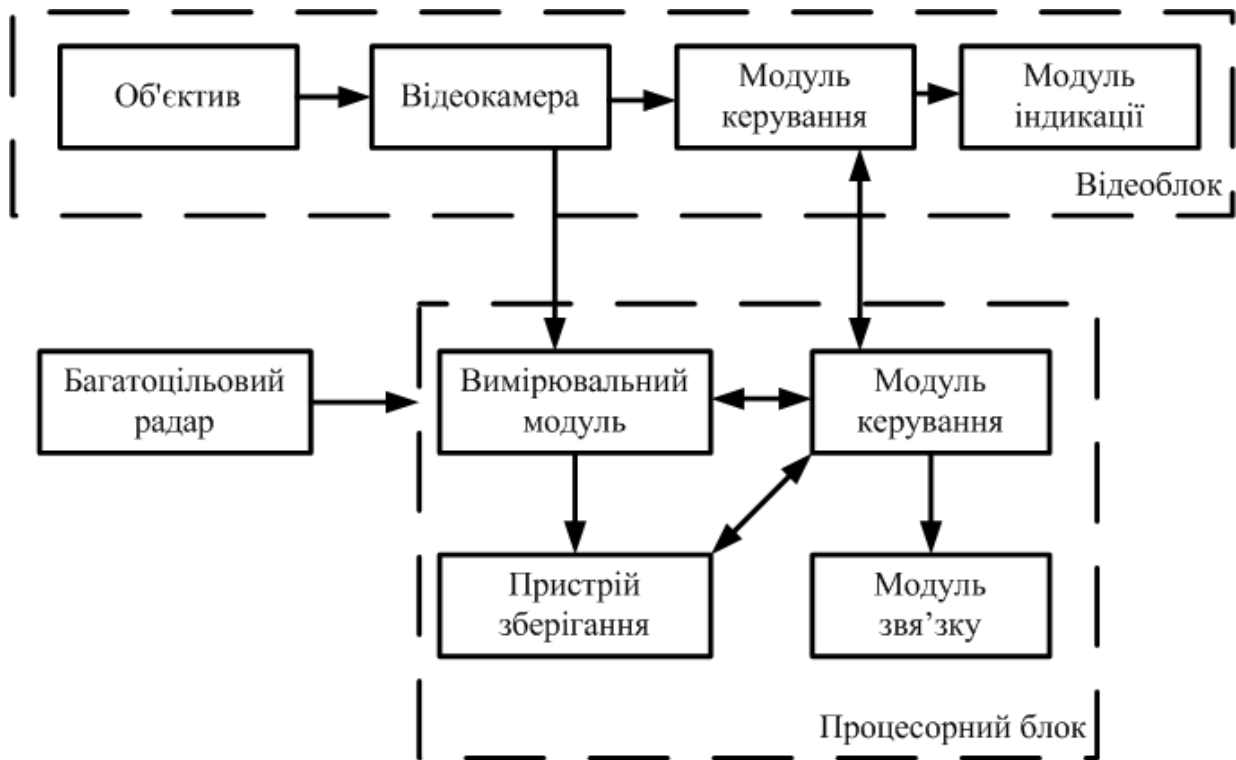 Об'єктив
Відеокамера
Модуль
керування
Модуль
індикації
Відеоблок
Багатоцільовий
радар
Вимірювальний
модуль
Модуль
керування
Пристрій
зберігання
Модуль
звя’зку
Процесорний блок